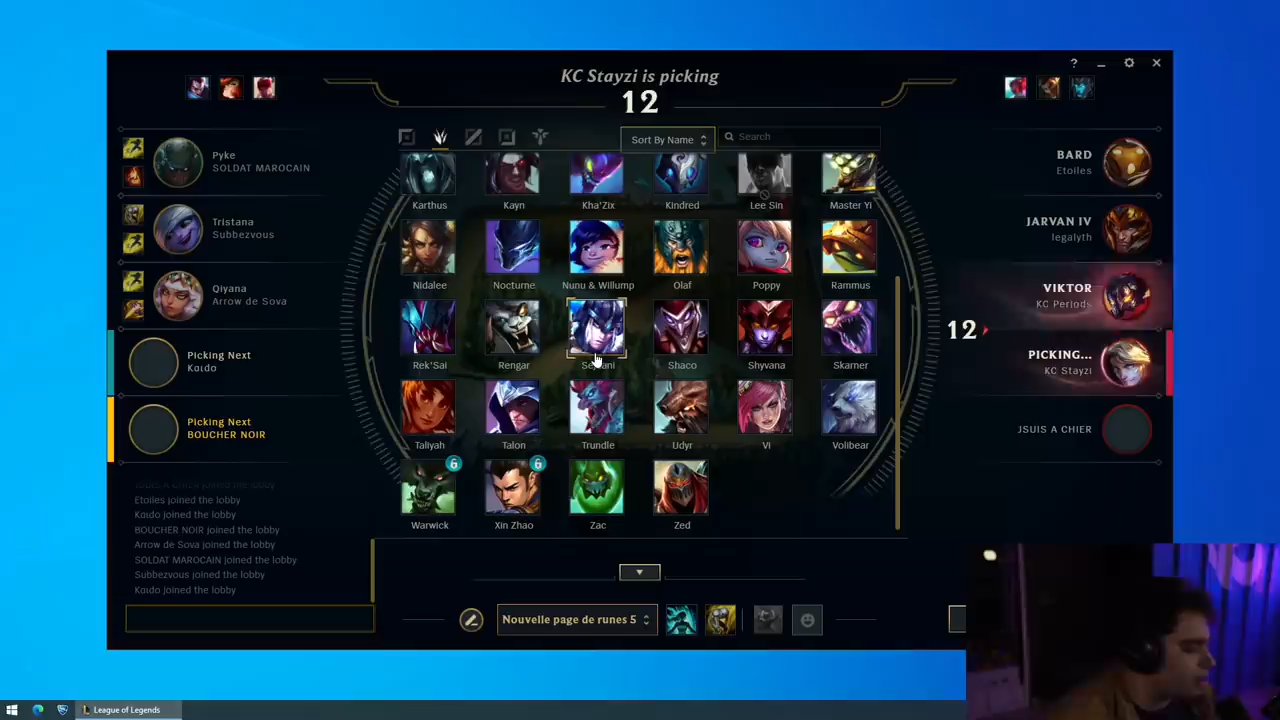 KC Stayzi is picking
12
?
Sort By Name
Search
Pyke
SOLDAT MAROCAIN
Tristana
Subbezvous
Qiyana
Arrow de Sova
Picking Next
Kaido
Picking Next
BOUCHER NOIR
Etoiles joined the lobby
Kaido joined the lobby
BOUCHER NOIR joined the lobby
Arrow de Sova joined the lobby
SOLDAT MAROCAIN joined the lobby
Subbezvous joined the lobby
Kaido joined the lobby
Karthus
Kayn
Kha'Zix
Kindred
Lee Sin
Master Yi
Nidalee
Nocturne
Nunu & Willump
Olaf
Poppy
Rammus
Rek'Sai
Rengar
Sejuani
Shaco
Shyvana
Skarner
Taliyah
Talon
Trundle
Udyr
Vi
Volibear
6
6
Warwick
Xin Zhao
Zac
Zed
Nouvelle page de runes 5
BARD
Etoiles
JARVAN IV
legalyth
VIKTOR
KC Periods
12
PICKING...
KC Stayzi
JSUIS A CHIER
League of Legends